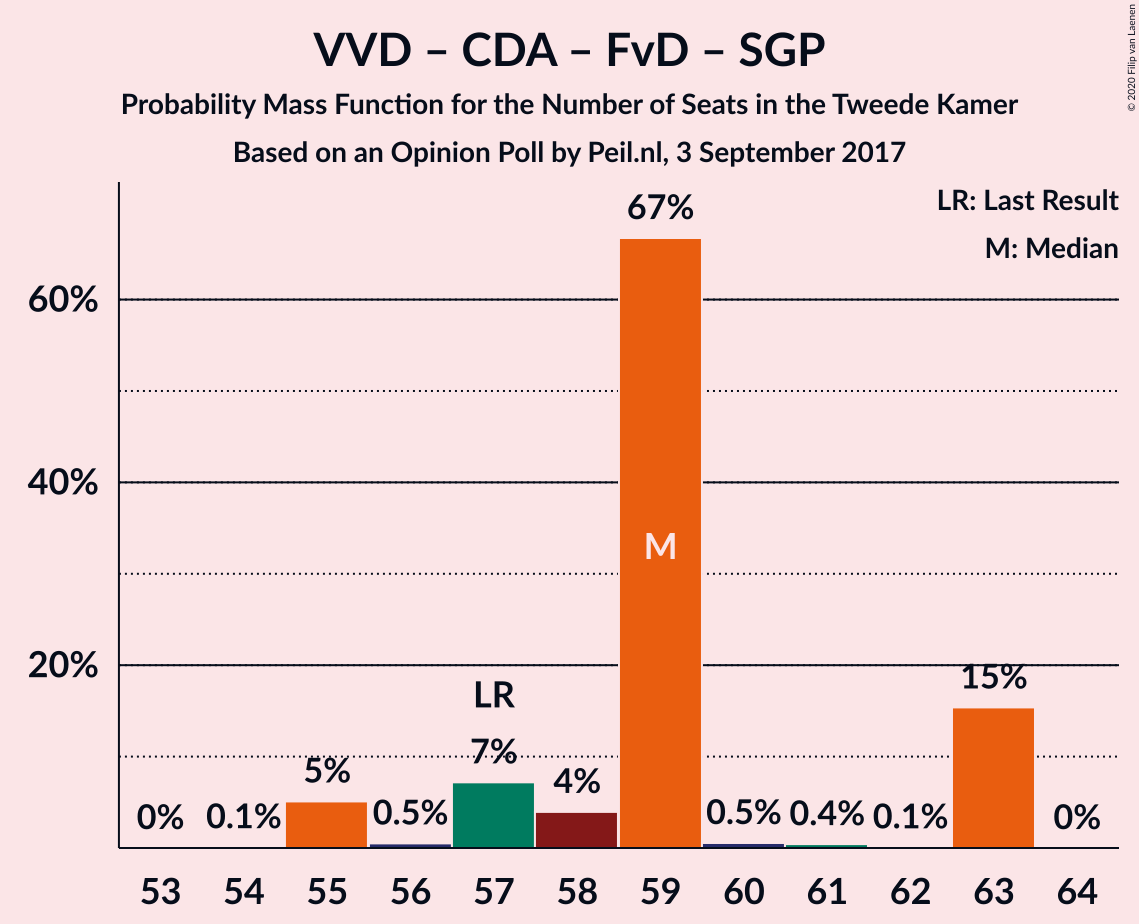 VVD – CDA – FvD – SGP
Probability Mass Function for the Number of Seats in the Tweede Kamer
Based on an Opinion Poll by Peil.nl, 3 September 2017
© 2020 Filip van Laenen
LR: Last Result
M: Median
60%
40%
20%
0%
0.1%
5%
0.5%
LR
7%
4%
67%
M
0.5%
0.4%
0.1%
15%
0%
53 54 55 56 57 58 59 60 61 62 63 64